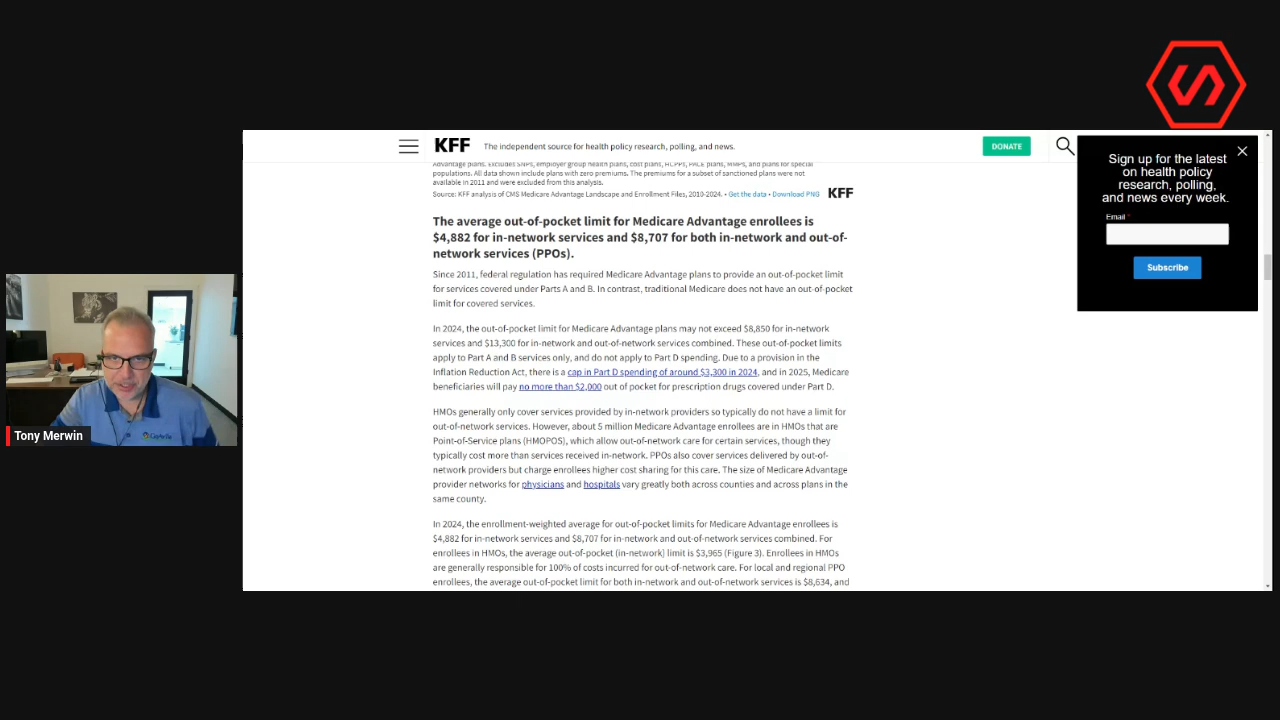 KFF
The independent source for health policy research, polling, and news.
DONATE
Sign up for the latest
on health policy
research, polling,
and news every week.
Email *
Subscribe
Advantage plans. Excludes SNPs, employer group health plans, cost plans, HCPPs, PACE plans, MMPs, and plans for special
populations. All data shown include plans with zero premiums. The premiums for a subset of sanctioned plans were not
available in 2011 and were excluded from this analysis.
Source: KFF analysis of CMS Medicare Advantage Landscape and Enrollment Files, 2010-2024. • Get the data • Download PNG
KFF
The average out-of-pocket limit for Medicare Advantage enrollees is
$4,882 for in-network services and $8,707 for both in-network and out-of-
network services (PPOs).
Since 2011, federal regulation has required Medicare Advantage plans to provide an out-of-pocket limit
for services covered under Parts A and B. In contrast, traditional Medicare does not have an out-of-pocket
limit for covered services.
In 2024, the out-of-pocket limit for Medicare Advantage plans may not exceed $8,850 for in-network
services and $13,300 for in-network and out-of-network services combined. These out-of-pocket limits
apply to Part A and B services only, and do not apply to Part D spending. Due to a provision in the
Inflation Reduction Act, there is a cap in Part D spending of around $3,300 in 2024, and in 2025, Medicare
beneficiaries will pay no more than $2,000 out of pocket for prescription drugs covered under Part D.
HMOs generally only cover services provided by in-network providers so typically do not have a limit for
out-of-network services. However, about 5 million Medicare Advantage enrollees are in HMOs that are
Point-of-Service plans (HMOPOS), which allow out-of-network care for certain services, though they
typically cost more than services received in-network. PPOs also cover services delivered by out-of-
network providers but charge enrollees higher cost sharing for this care. The size of Medicare Advantage
provider networks for physicians and hospitals vary greatly both across counties and across plans in the
same county.
In 2024, the enrollment-weighted average for out-of-pocket limits for Medicare Advantage enrollees is
$4,882 for in-network services and $8,707 for in-network and out-of-network services combined. For
enrollees in HMOs, the average out-of-pocket (in-network) limit is $3,965 (Figure 3). Enrollees in HMOs
are generally responsible for 100% of costs incurred for out-of-network care. For local and regional PPO
enrollees, the average out-of-pocket limit for both in-network and out-of-network services is $8,634, and
Tony Merwin